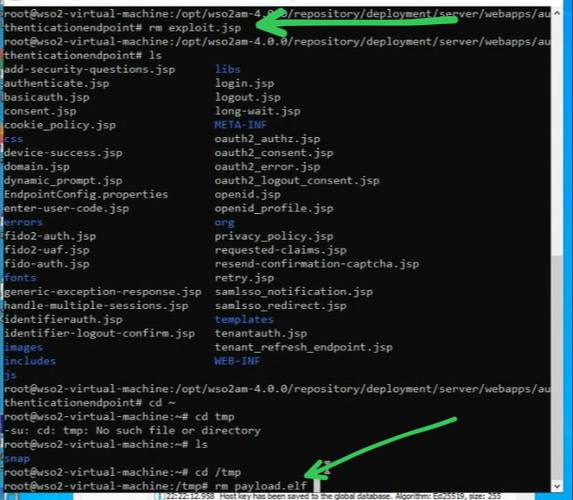 root@wso2-virtual-machine:/opt/wso2am-4.0.0/repository/deployment/server/webapps/au
thenticationendpoint# rm exploit.jsp
root@wso2-virtual-machine:/opt/wso2am-4.0.0/repository/deployment/server/webapps/au
thenticationendpoint# ls
add-security-questions.jsp libs
authenticate.jsp login.jsp
basicauth.jsp logout.jsp
consent.jsp long-wait.jsp
cookie_policy.jsp META-INF
css oauth2_authz.jsp
device-success.jsp oauth2_consent.jsp
domain.jsp oauth2_error.jsp
dynamic_prompt.jsp oauth2_logout_consent.jsp
EndpointConfig.properties openid.jsp
enter-user-code.jsp openid_profile.jsp
errors org
fido2-auth.jsp privacy_policy.jsp
fido2-uaf.jsp requested-claims.jsp
fido-auth.jsp resend-confirmation-captcha.jsp
fonts retry.jsp
generic-exception-response.jsp samlsso_notification.jsp
handle-multiple-sessions.jsp samlsso_redirect.jsp
identifierauth.jsp templates
identifier-logout-confirm.jsp tenantauth.jsp
images tenant_refresh_endpoint.jsp
includes WEB-INF
js
root@wso2-virtual-machine:/opt/wso2am-4.0.0/repository/deployment/server/webapps/au
thenticationendpoint# cd ~
root@wso2-virtual-machine:~# cd tmp
-su: cd: tmp: No such file or directory
root@wso2-virtual-machine:~# ls
snap
root@wso2-virtual-machine:~# cd /tmp
root@wso2-virtual-machine:/tmp# rm payload.elf
22:22:12.958 Host key has been saved to the global database. Algorithm: Ed25519, size: 255